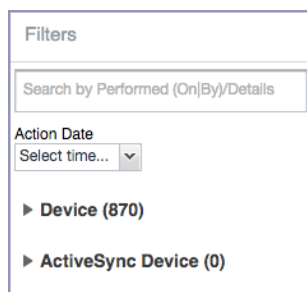 Filters
Search by Performed (On|By)/Details
Action Date
Select time...
Device (870)
ActiveSync Device (0)